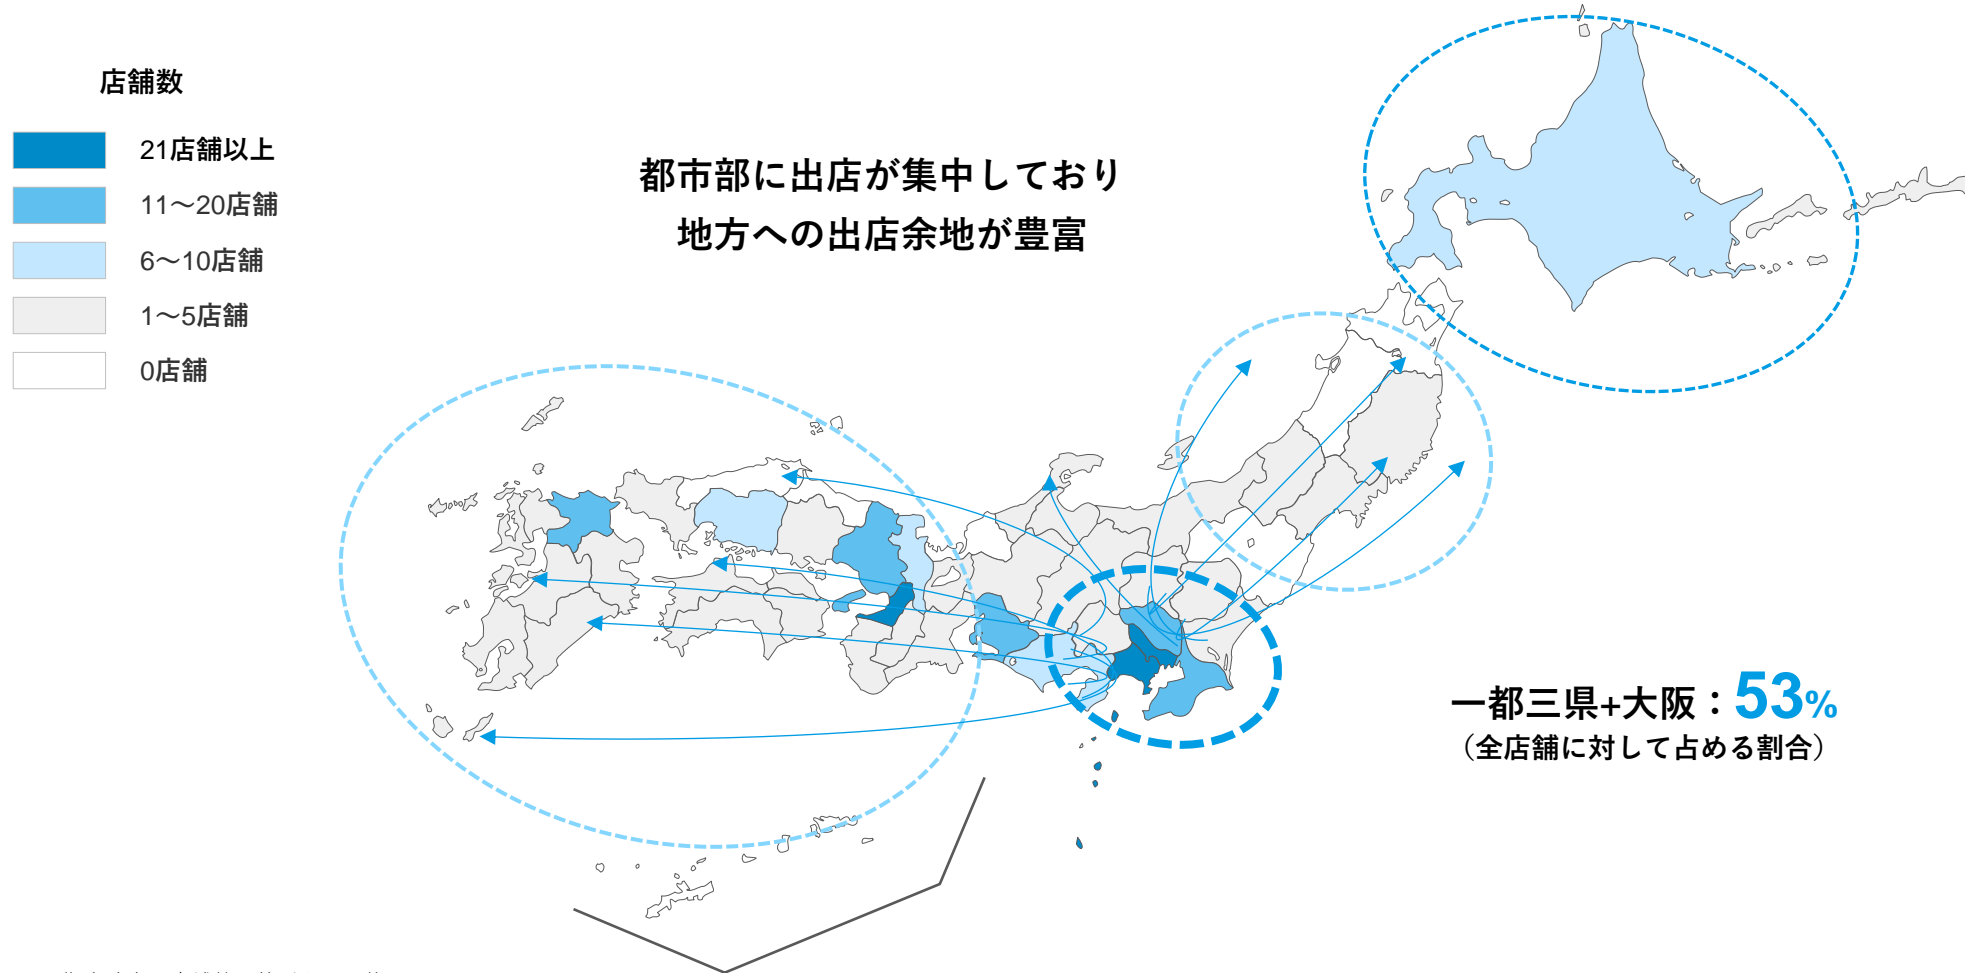 店舗数
21店舗以上
11～20店舗
6～10店舗
1～5店舗
0店舗
都市部に出店が集中しており
地方への出店余地が豊富
一都三県+大阪：53%
（全店舗に対して占める割合）